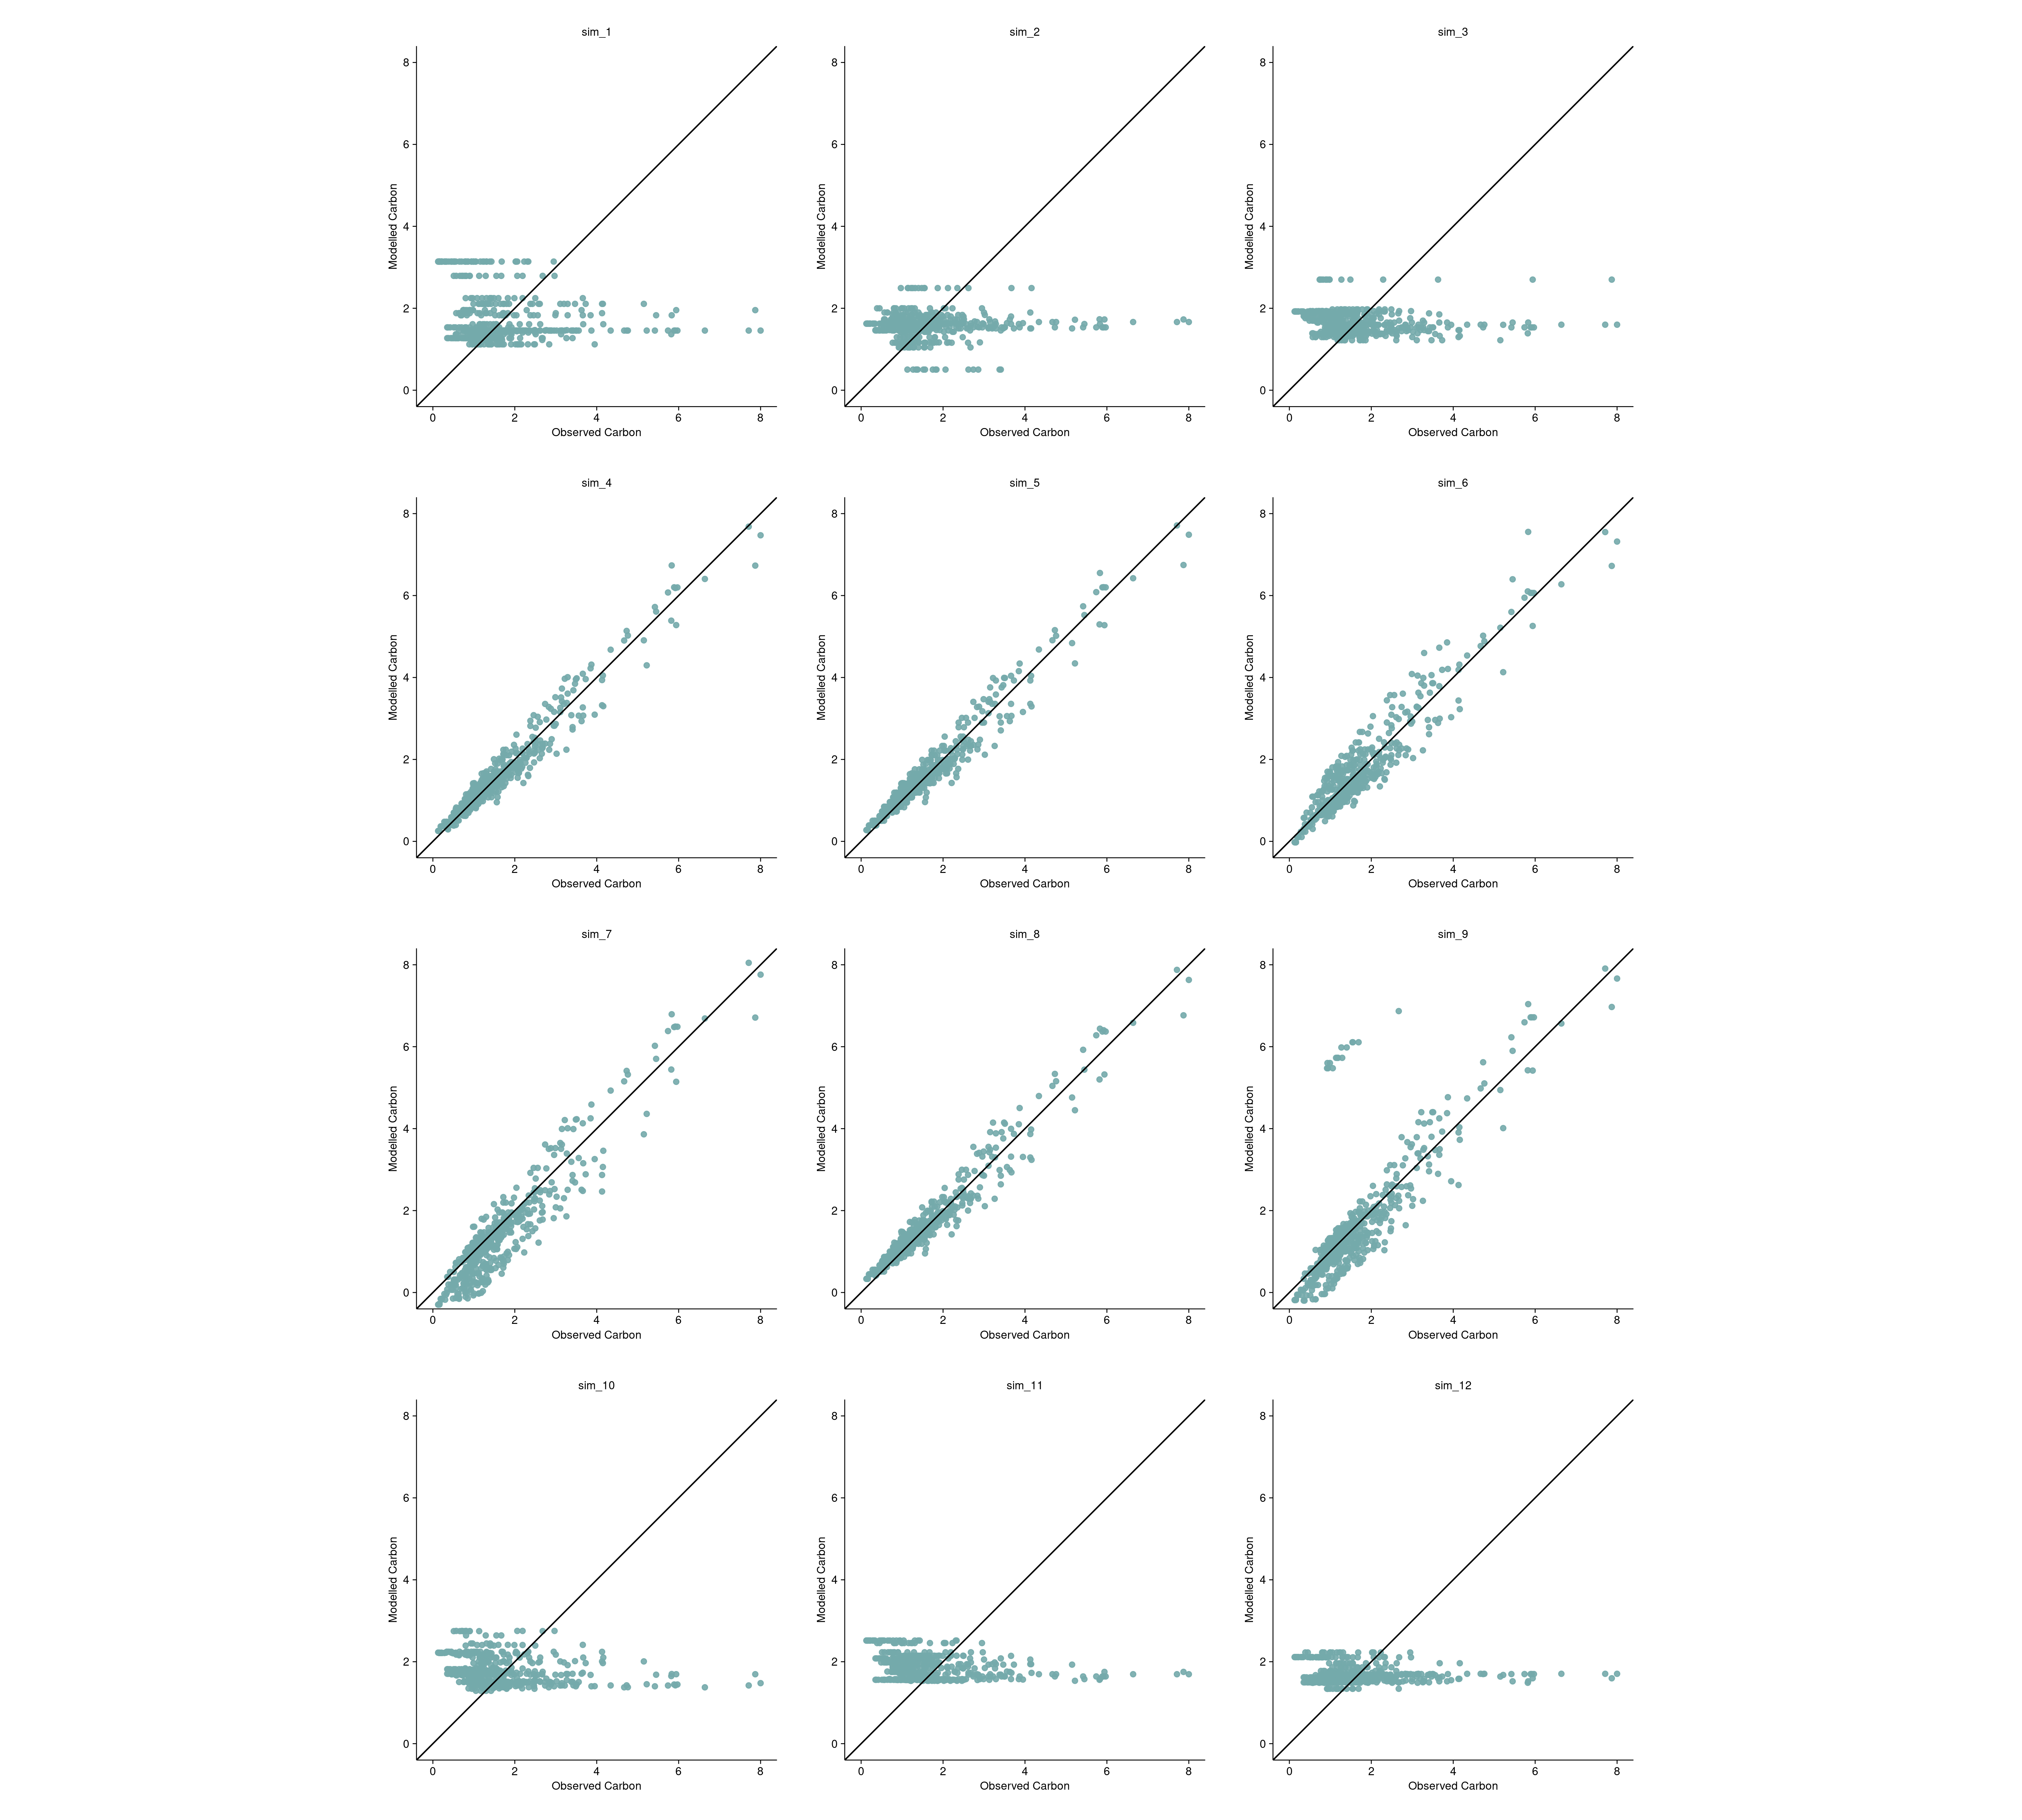 sim_1 sim_2 sim_3
8 8 8
6 6 6
Modelled Carbon Modelled Carbon Modelled Carbon
4 4 4
2 2 2
0 0 0
0 2 4 6 8 0 2 4 6 8 0 2 4 6 8
Observed Carbon Observed Carbon Observed Carbon
sim_4 sim_5 sim_6
8 8 8
6 6 6
Modelled Carbon Modelled Carbon Modelled Carbon
4 4 4
2 2 2
0 0 0
0 2 4 6 8 0 2 4 6 8 0 2 4 6 8
Observed Carbon Observed Carbon Observed Carbon
sim_7 sim_8 sim_9
8 8 8
6 6 6
Modelled Carbon Modelled Carbon Modelled Carbon
4 4 4
2 2 2
0 0 0
0 2 4 6 8 0 2 4 6 8 0 2 4 6 8
Observed Carbon Observed Carbon Observed Carbon
sim_10 sim_11 sim_12
8 8 8
6 6 6
Modelled Carbon Modelled Carbon Modelled Carbon
4 4 4
2 2 2
0 0 0
0 2 4 6 8 0 2 4 6 8 0 2 4 6 8
Observed Carbon Observed Carbon Observed Carbon